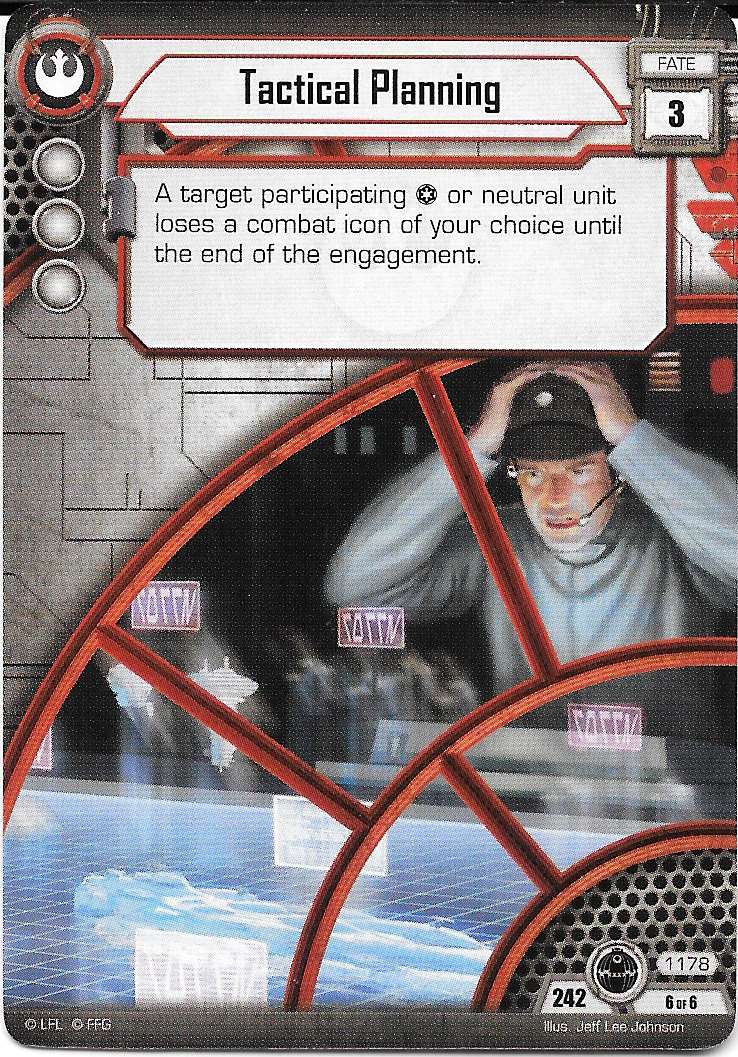 Tactical Planning
FATE
3
A target participating or neutral unit
loses a combat icon of your choice until
the end of the engagement.
1178
242
6 OF 6
© LFL © FFG
Illus. Jeff Lee Johnson